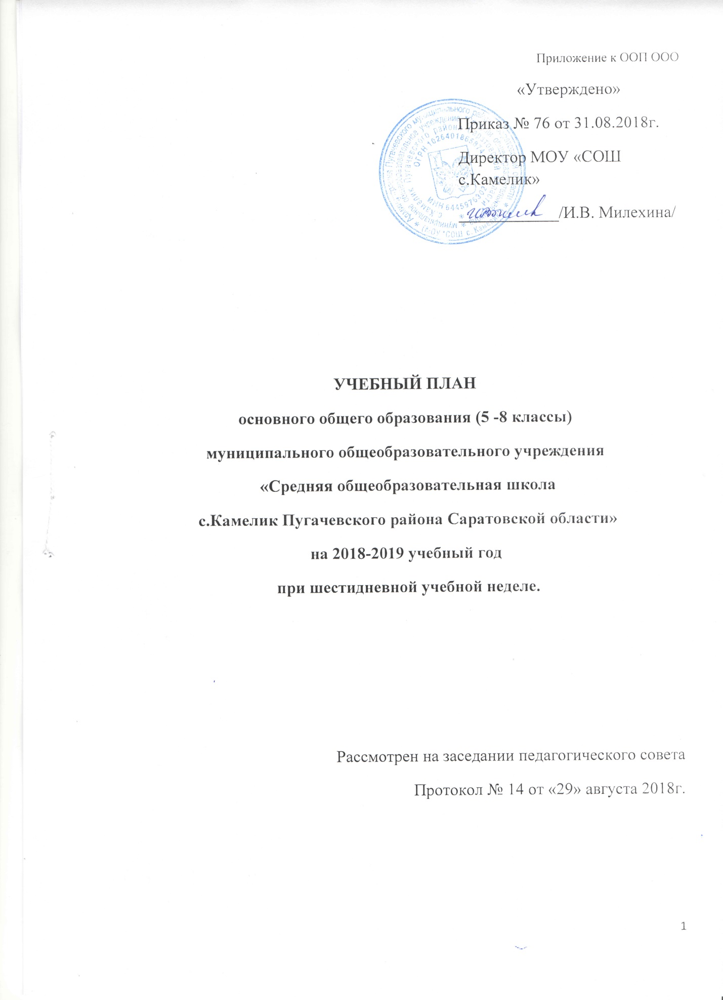 Приложение к ООП ООО
«Утверждено»
Приказ № 76 от 31.08.2018г.
Директор МОУ «СОШ
с.Камелик»
/И.В. Милехина/
УЧЕБНЫЙ ПЛАН
основного общего образования (5 -8 классы)
муниципального общеобразовательного учреждения
«Средняя общеобразовательная школа
с.Камелик Пугачевского района Саратовской области»
на 2018-2019 учебный год
при шестидневной учебной неделе.
Рассмотрен на заседании педагогического совета
Протокол № 14 от «29» августа 2018г.
1